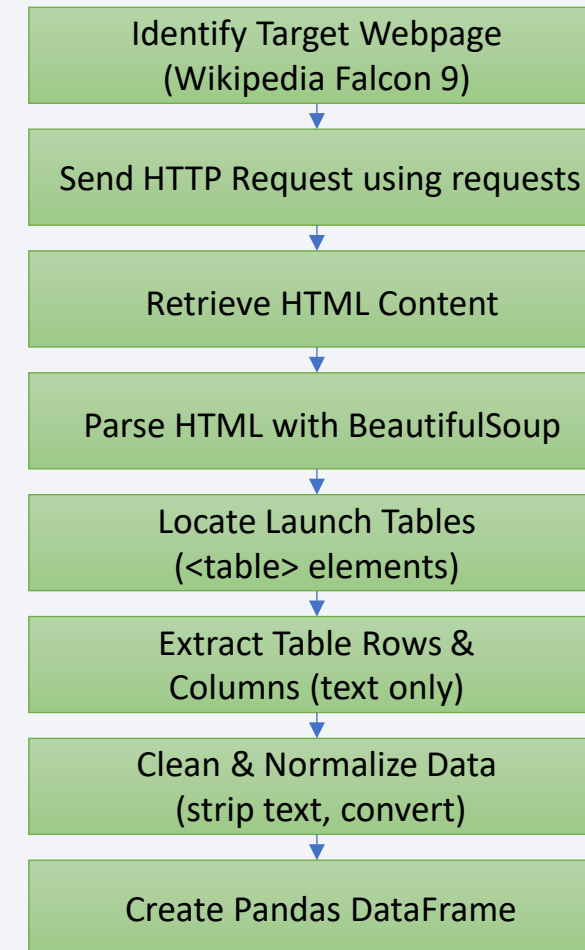 Identify Target Webpage
(Wikipedia Falcon 9)
Send HTTP Request using requests
Retrieve HTML Content
Parse HTML with BeautifulSoup
Locate Launch Tables
(<table> elements)
Extract Table Rows &
Columns (text only)
Clean & Normalize Data
(strip text, convert)
Create Pandas DataFrame